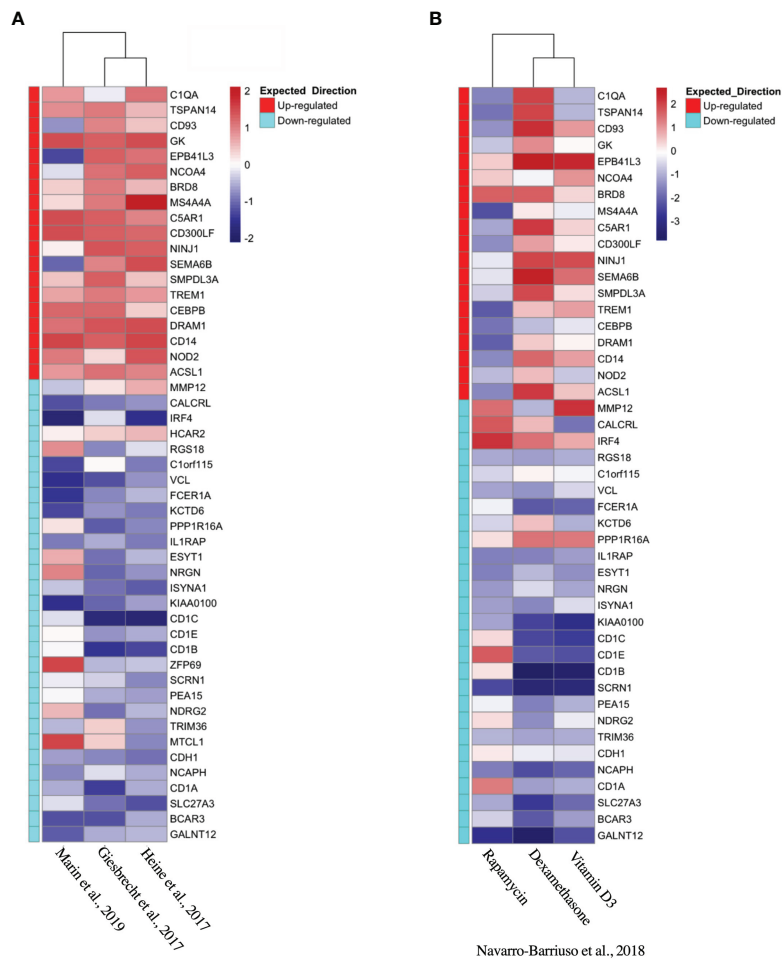 A
Expected_Direction
Up-regulated
Down-regulated
2
1
0
-1
-2
C1QA
TSPAN14
CD93
GK
EPB41L3
NCOA4
BRD8
MS4A4A
C5AR1
CD300LF
NINJ1
SEMA6B
SMPDL3A
TREM1
CEBPB
DRAM1
CD14
NOD2
ACSL1
MMP12
CALCRL
IRF4
HCAR2
RGS18
C1orf115
VCL
FCER1A
KCTD6
PPP1R16A
IL1RAP
ESYT1
NRGN
ISYNA1
KIAA0100
CD1C
CD1E
CD1B
ZFP69
SCRN1
PEA15
NDRG2
TRIM36
MTCL1
CDH1
NCAPH
CD1A
SLC27A3
BCAR3
GALNT12
Marin et al., 2019
Giesbrecht et al., 2017
Heine et al., 2017
B
Expected_Direction
Up-regulated
Down-regulated
2
1
0
-1
-2
-3
C1QA
TSPAN14
CD93
GK
EPB41L3
NCOA4
BRD8
MS4A4A
C5AR1
CD300LF
NINJ1
SEMA6B
SMPDL3A
TREM1
CEBPB
DRAM1
CD14
NOD2
ACSL1
MMP12
CALCRL
IRF4
RGS18
C1orf115
VCL
FCER1A
KCTD6
PPP1R16A
IL1RAP
ESYT1
NRGN
ISYNA1
KIAA0100
CD1C
CD1E
CD1B
SCRN1
PEA15
NDRG2
TRIM36
CDH1
NCAPH
CD1A
SLC27A3
BCAR3
GALNT12
Rapamycin
Dexamethasone
Vitamin D3
Navarro-Barriuso et al., 2018